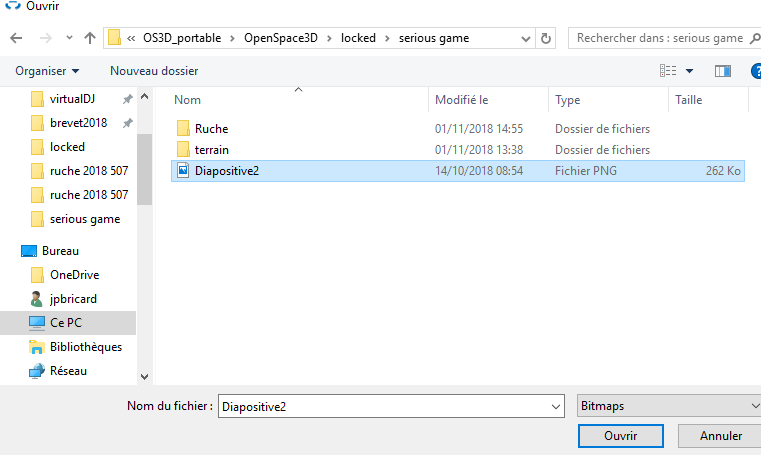 Ouvrir
« OS3D_portable > OpenSpace3D > locked > serious game
Rechercher dans : serious game
Organiser Nouveau dossier
Nom Modifié le Type Taille
virtualDJ
brevet2018
locked
ruche 2018 507
ruche 2018 507
serious game
Bureau
OneDrive
jpbricard
Ce PC
Bibliothèques
Réseau
Ruche 01/11/2018 14:55 Dossier de fichiers
terrain 01/11/2018 13:38 Dossier de fichiers
Diapositive2 14/10/2018 08:54 Fichier PNG 262 Ko
Nom du fichier : Diapositive2 Bitmaps
Ouvrir Annuler